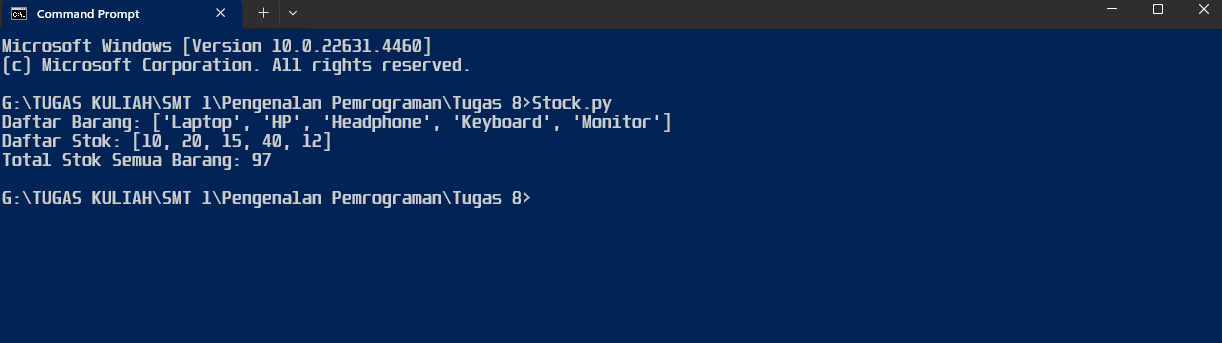 Command Prompt
Microsoft Windows [Version 10.0.22631.4460]
(c) Microsoft Corporation. All rights reserved.
G:\TUGAS KULIAH\SMT 1\Pengenalan Pemrograman\Tugas 8>Stock.py
Daftar Barang: ['Laptop', 'HP', 'Headphone', 'Keyboard', 'Monitor']
Daftar Stok: [10, 20, 15, 40, 12]
Total Stok Semua Barang: 97
G:\TUGAS KULIAH\SMT 1\Pengenalan Pemrograman\Tugas 8>